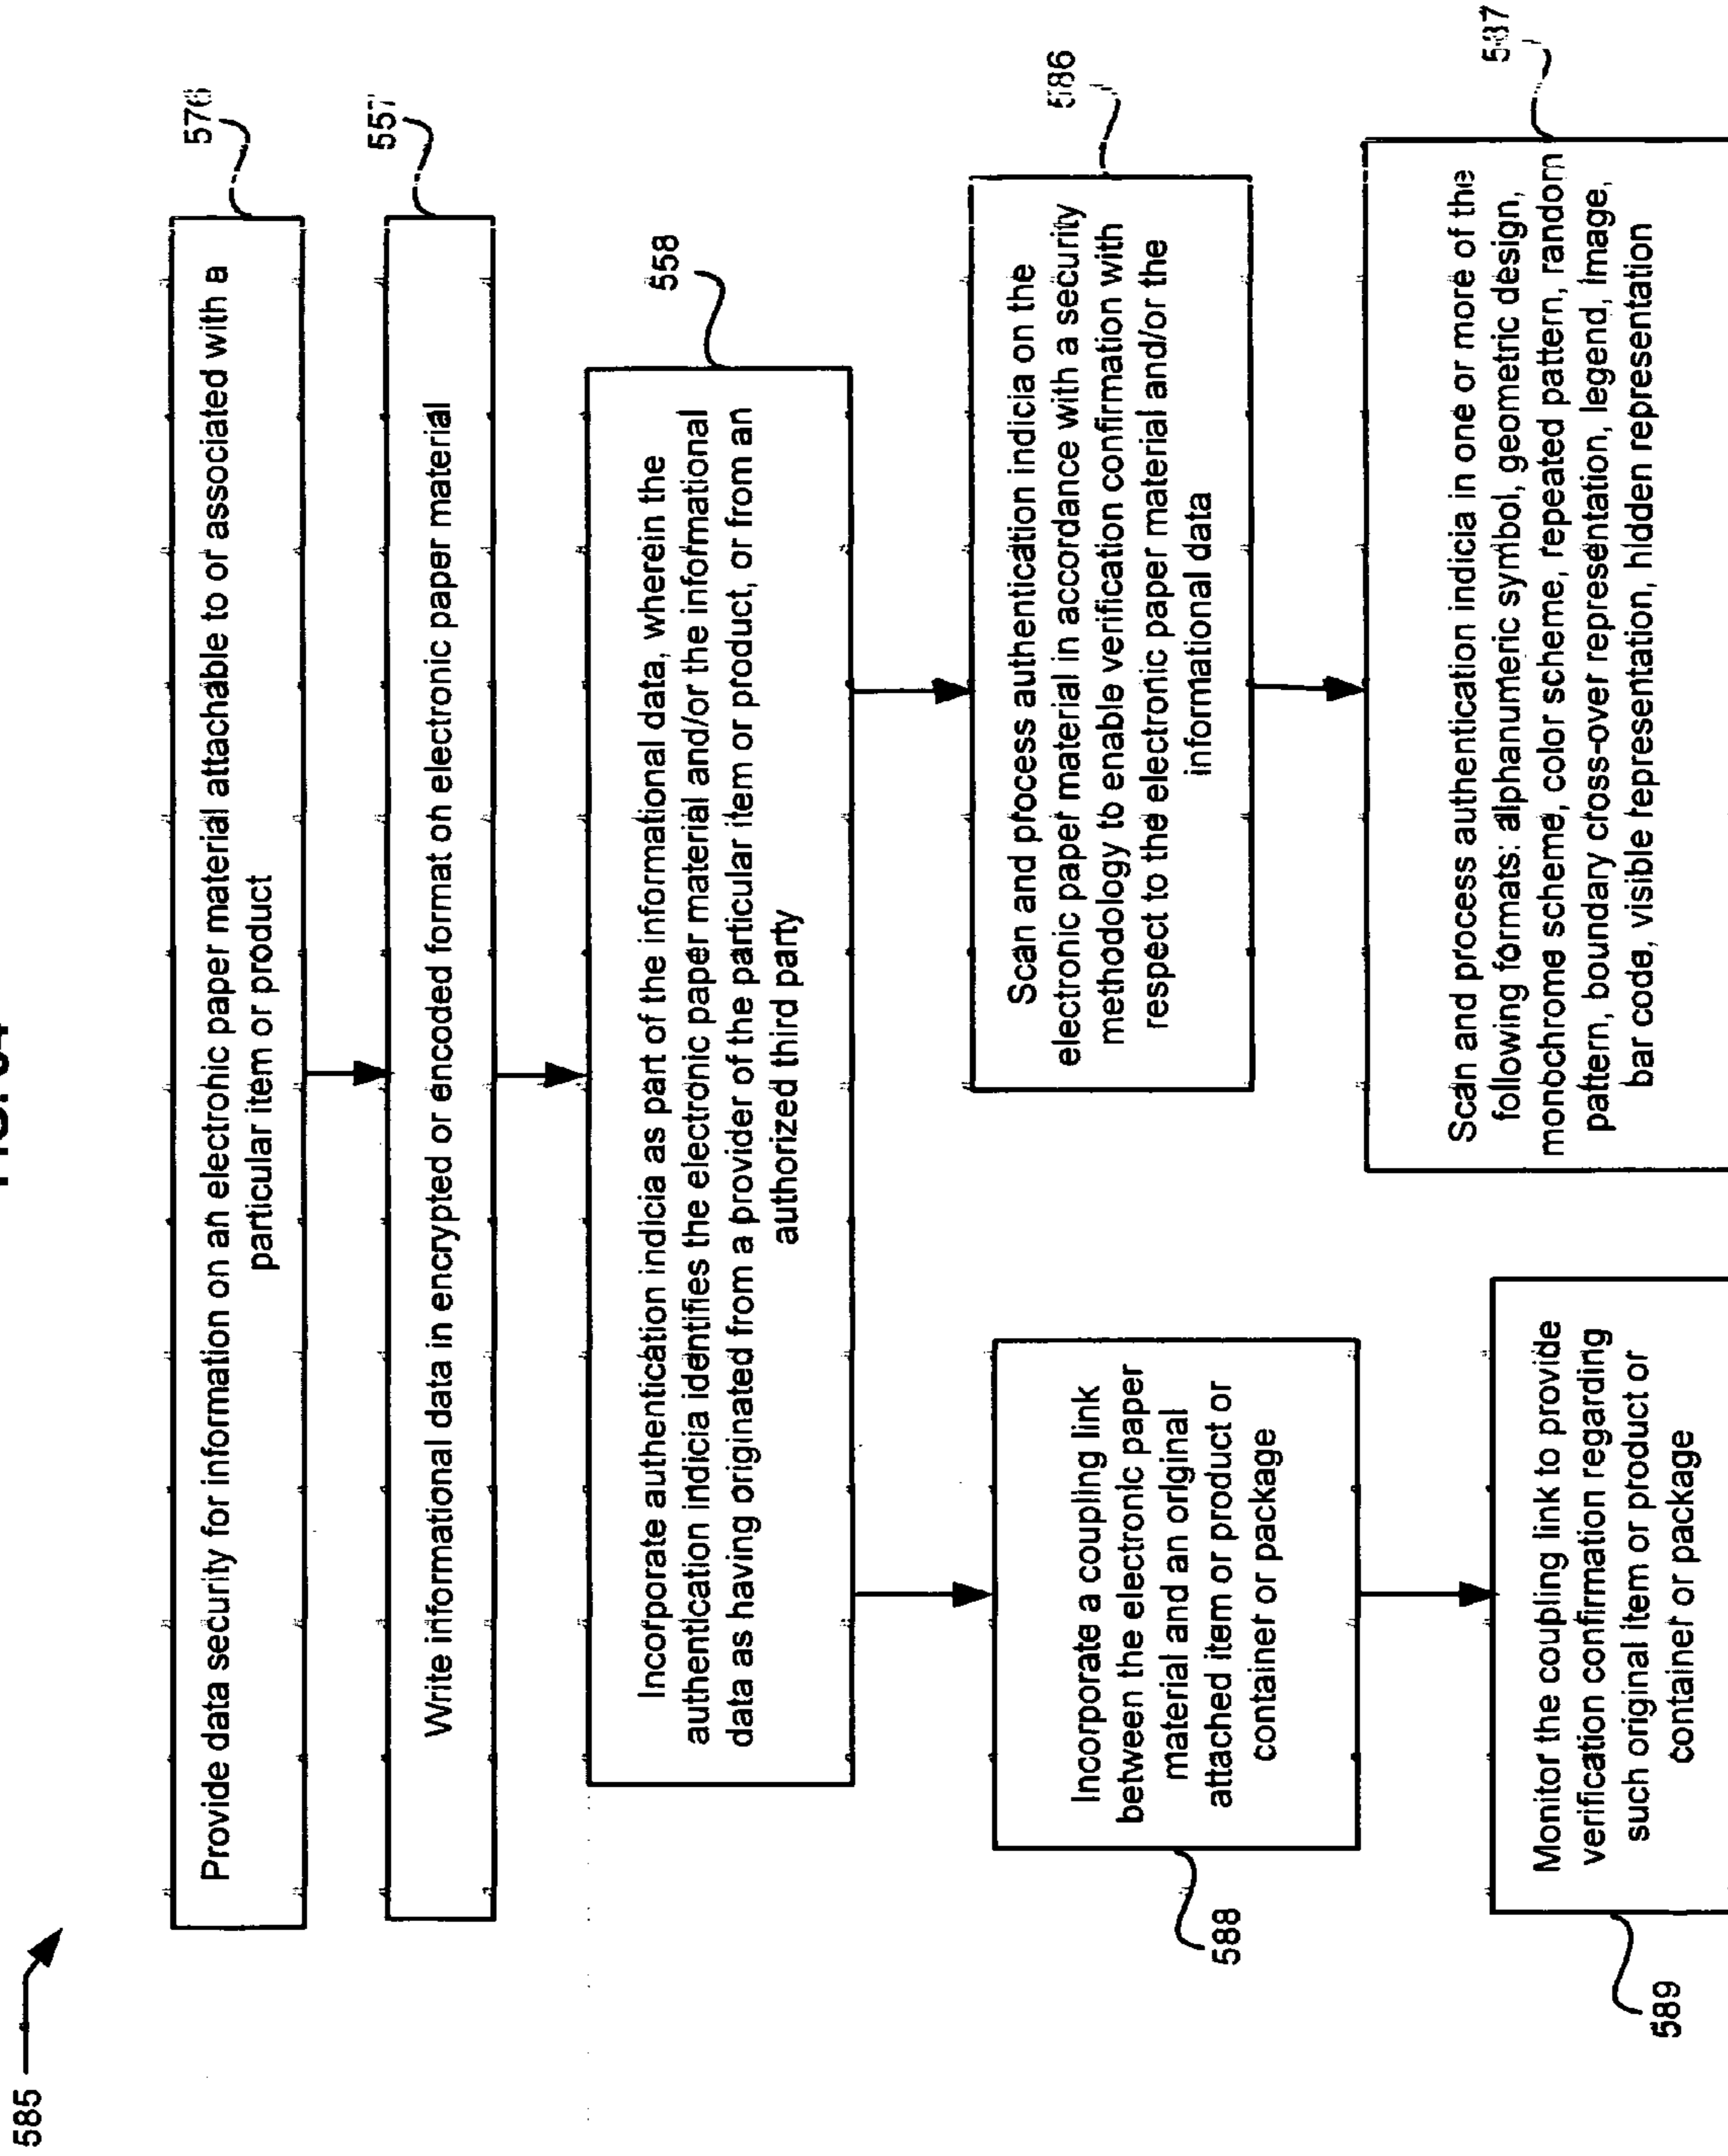 585
576
Provide data security for information on an electronic paper material attachable to or associated with a
particular item or product
557
Write informational data in encrypted or encoded format on electronic paper material
558
Incorporate authentication indicia as part of the informational data, wherein the
authentication indicia identifies the electronic paper material and/or the informational
data as having originated from a provider of the particular item or product, or from an
authorized third party
588
Incorporate a coupling link
between the electronic paper
material and an original
attached item or product or
container or package
586
Scan and process authentication indicia on the
electronic paper material in accordance with a security
methodology to enable verification confirmation with
respect to the electronic paper material and/or the
informational data
589
Monitor the coupling link to provide
verification confirmation regarding
such original item or product or
container or package
587
Scan and process authentication indicia in one or more of the
following formats: alphanumeric symbol, geometric design,
monochrome scheme, color scheme, repeated pattern, random
pattern, boundary cross-over representation, legend, image,
bar code, visible representation, hidden representation